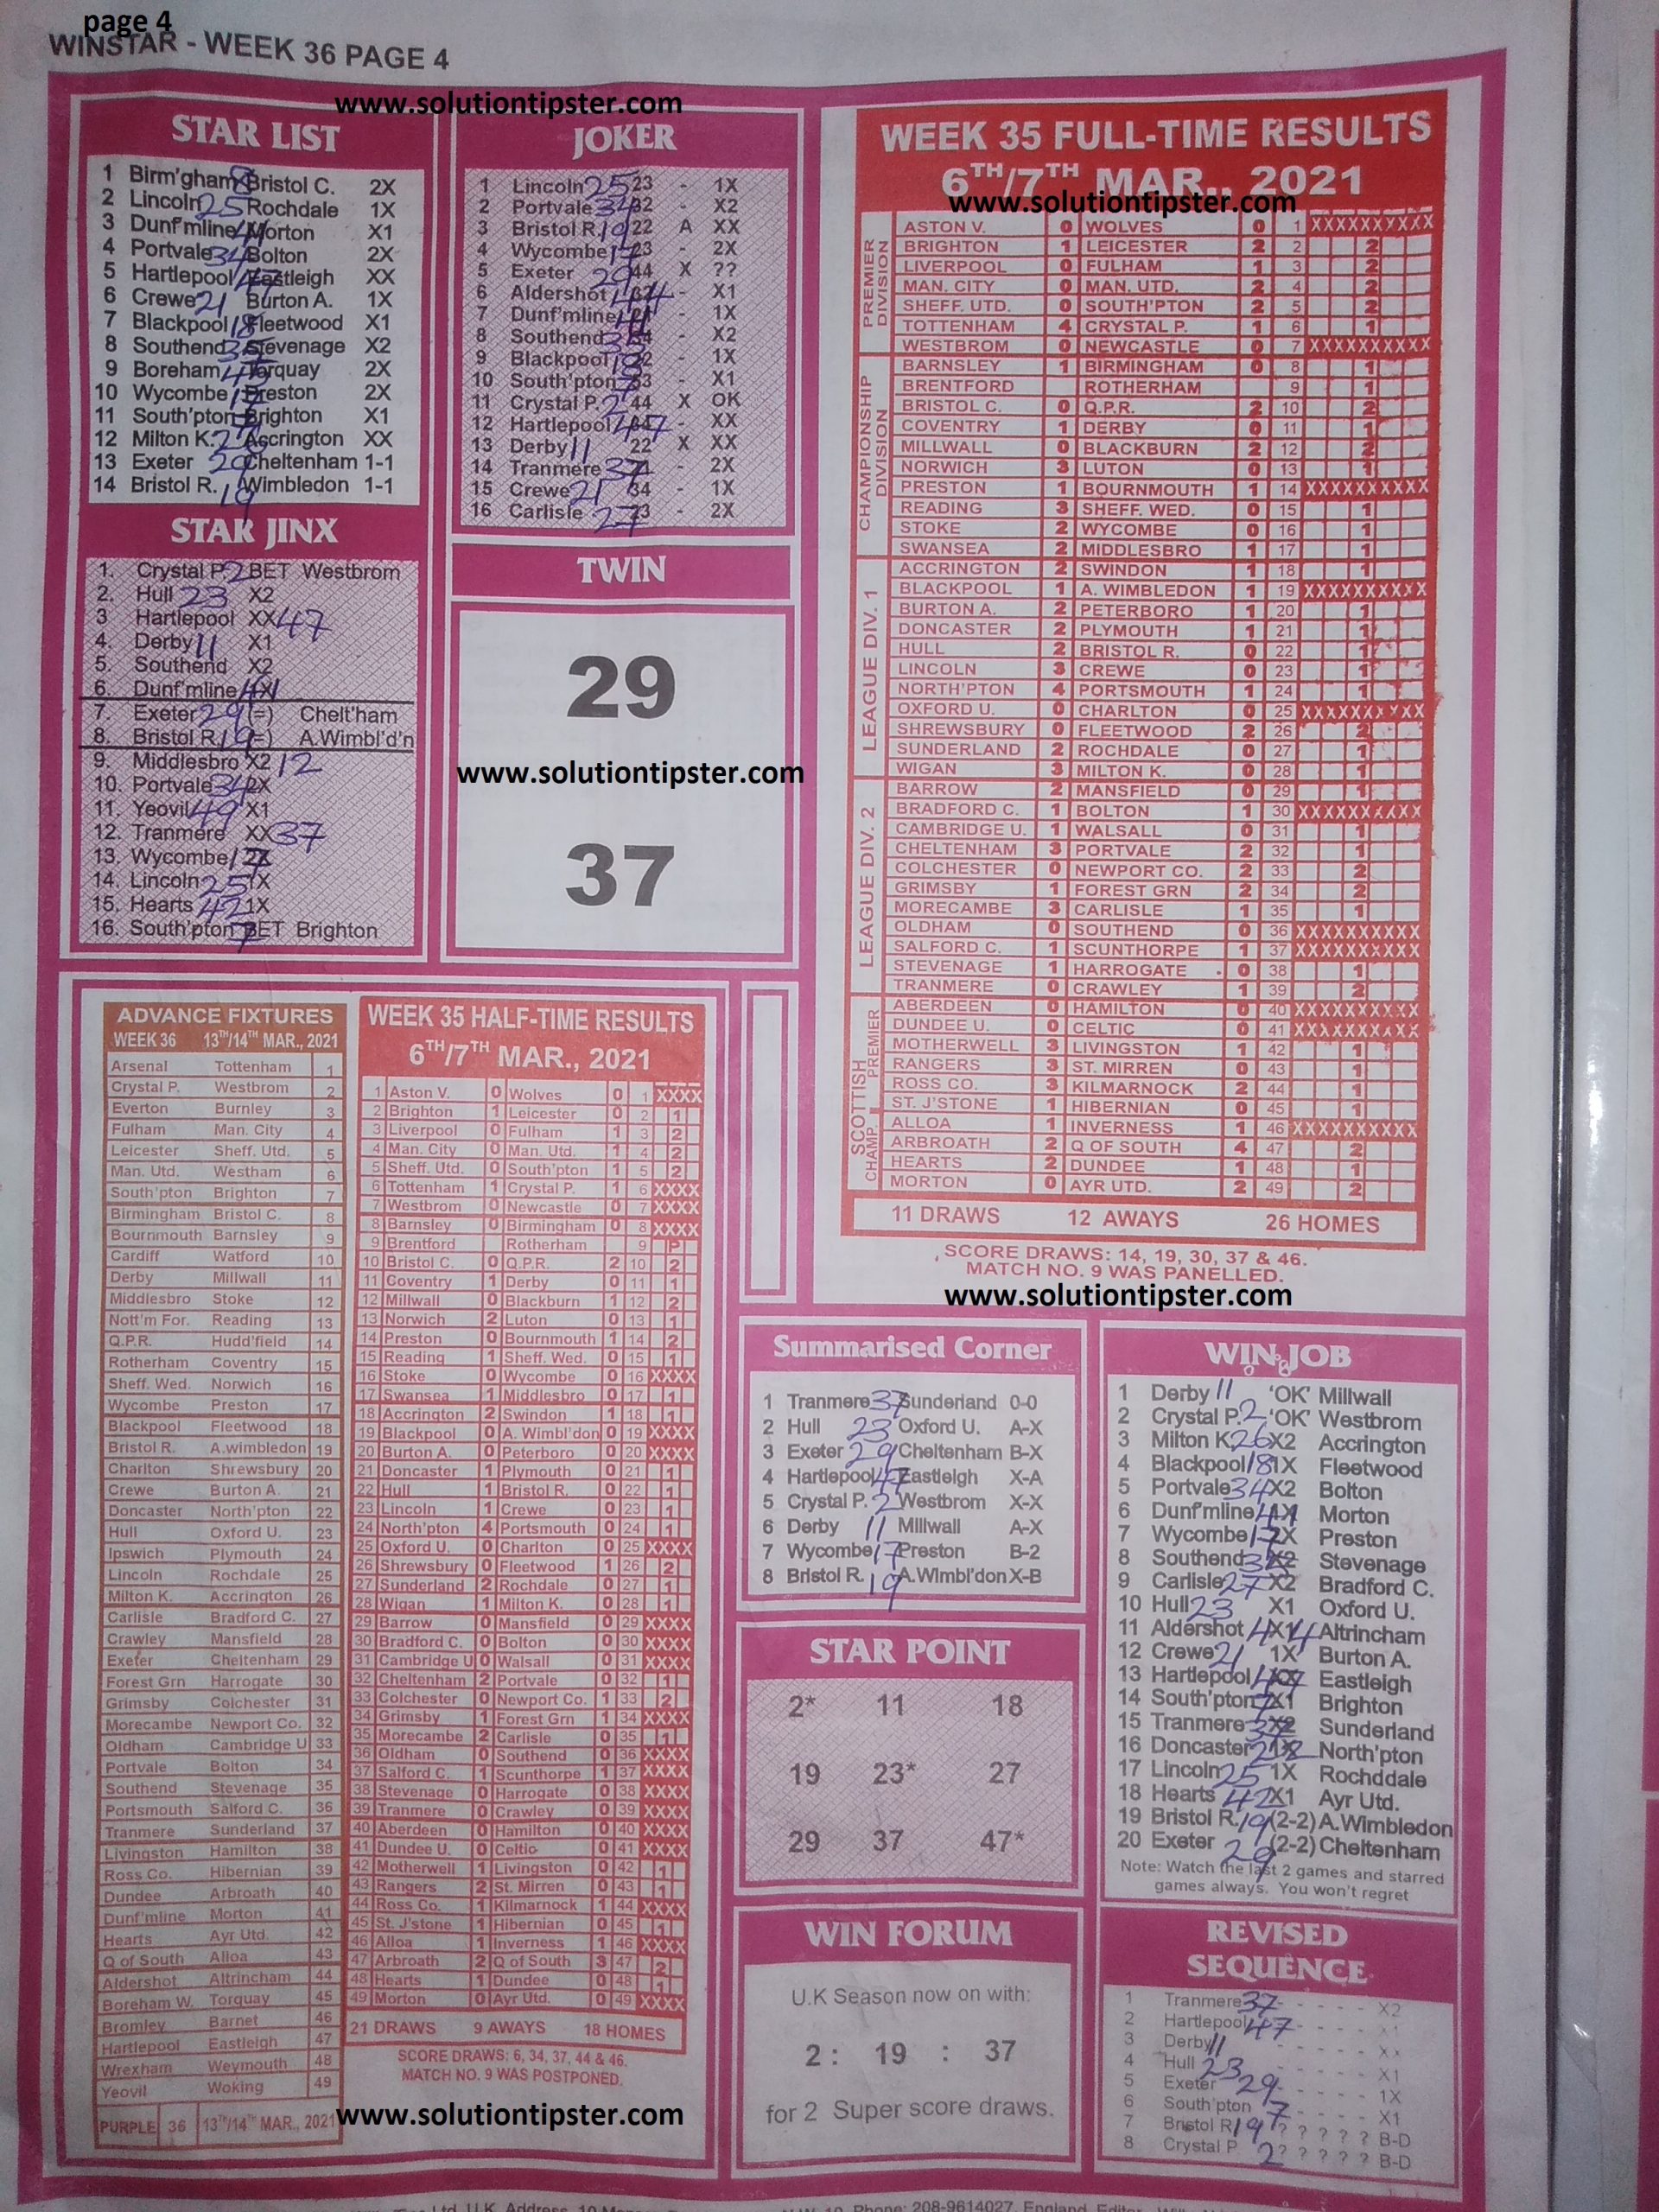 page 4
WINSTAR - WEEK 36 PAGE 4
www.solutiontipster.com
STAR LIST
1 Birm'gham 8 Bristol C. 2X
2 Lincoln 25 Rochdale 1X
3 Dunf'mline 41 Morton X1
4 Portvale 34 Bolton 2X
5 Hartlepool 47 Eastleigh XX
6 Crewe 21 Burton A. 1X
7 Blackpool 18 Fleetwood X1
8 Southend 35 Stevenage X2
9 Boreham 45 Torquay 2X
10 Wycombe 17 Preston 2X
11 South'pton 7 Brighton X1
12 Milton K. 26 Accrington XX
13 Exeter 29 Cheltenham 1-1
14 Bristol R. 19 Wimbledon 1-1
STAR JINX
1. Crystal P. 2 BET Westbrom
2. Hull 23 X2
3 Hartlepool XX 47
4. Derby 11 X1
5. Southend X2
6. Dunf'mline 41
7. Exeter 29 (=) Chelt'ham
8. Bristol R. 19 (=) A.Wimbl'd'n
9. Middlesbro X2 12
10. Portvale 34 2X
11. Yeovil 49 X1
12. Tranmere XX 37
13. Wycombe 17 2X
14. Lincoln 25 1X
15. Hearts 42 1X
16. South'pton 7 BET Brighton
JOKER
1 Lincoln 25 23 - 1X
2 Portvale 34 32 - X2
3 Bristol R. 19 22 A XX
4 Wycombe 17 23 - 2X
5 Exeter 29 44 X ??
6 Aldershot 44 - X1
7 Dunf'mline 41 - 1X
8 Southend 35 - X2
9 Blackpool 18 - 1X
10 South'pton 7 33 - X1
11 Crystal P. 2 44 X OK
12 Hartlepool 47 - XX
13 Derby 11 22 X XX
14 Tranmere 37 - 2X
15 Crewe 21 34 - 1X
16 Carlisle 27 23 - 2X
TWIN
29
www.solutiontipster.com
37
WEEK 35 FULL-TIME RESULTS
6TH/7TH MAR., 2021
www.solutiontipster.com
PREMIER DIVISION
ASTON V. 0 WOLVES 0 1 XXXXXXXXXX
BRIGHTON 1 LEICESTER 2 2 2
LIVERPOOL 0 FULHAM 1 3 2
MAN. CITY 0 MAN. UTD. 2 4 2
SHEFF. UTD. 0 SOUTH'PTON 2 5 2
TOTTENHAM 4 CRYSTAL P. 1 6 1
WESTBROM 0 NEWCASTLE 0 7 XXXXXXXXXX
CHAMPIONSHIP DIVISION
BARNSLEY 1 BIRMINGHAM 0 8 1
BRENTFORD ROTHERHAM 9 1
BRISTOL C. 0 Q.P.R. 2 10 2
COVENTRY 1 DERBY 0 11 1
MILLWALL 0 BLACKBURN 2 12 2
NORWICH 3 LUTON 0 13 1
PRESTON 1 BOURNMOUTH 1 14 XXXXXXXXXX
READING 3 SHEFF. WED. 0 15 1
STOKE 2 WYCOMBE 0 16 1
SWANSEA 2 MIDDLESBRO 1 17 1
LEAGUE DIV. 1
ACCRINGTON 2 SWINDON 1 18 1
BLACKPOOL 1 A. WIMBLEDON 1 19 XXXXXXXXXX
BURTON A. 2 PETERBORO 1 20 1
DONCASTER 2 PLYMOUTH 1 21 1
HULL 2 BRISTOL R. 0 22 1
LINCOLN 3 CREWE 0 23 1
NORTH'PTON 4 PORTSMOUTH 1 24 1
OXFORD U. 0 CHARLTON 0 25 XXXXXXXXXX
SHREWSBURY 0 FLEETWOOD 2 26 2
SUNDERLAND 2 ROCHDALE 0 27 1
WIGAN 3 MILTON K. 0 28 1
LEAGUE DIV. 2
BARROW 2 MANSFIELD 0 29 1
BRADFORD C. 1 BOLTON 1 30 XXXXXXXXXX
CAMBRIDGE U. 1 WALSALL 0 31 1
CHELTENHAM 3 PORTVALE 2 32 1
COLCHESTER 0 NEWPORT CO. 2 33 2
GRIMSBY 1 FOREST GRN 2 34 2
MORECAMBE 3 CARLISLE 1 35 1
OLDHAM 0 SOUTHEND 0 36 XXXXXXXXXX
SALFORD C. 1 SCUNTHORPE 1 37 XXXXXXXXXX
STEVENAGE 1 HARROGATE 0 38 1
TRANMERE 0 CRAWLEY 1 39 2
SCOTTISH PREMIER
ABERDEEN 0 HAMILTON 0 40 XXXXXXXXXX
DUNDEE U. 0 CELTIC 0 41 XXXXXXXXXX
MOTHERWELL 3 LIVINGSTON 1 42 1
RANGERS 3 ST. MIRREN 0 43 1
ROSS CO. 3 KILMARNOCK 2 44 1
ST. J'STONE 1 HIBERNIAN 0 45 1
CHAMP.
ALLOA 1 INVERNESS 1 46 XXXXXXXXXX
ARBROATH 2 Q OF SOUTH 4 47 2
HEARTS 2 DUNDEE 1 48 1
MORTON 0 AYR UTD. 2 49 2
11 DRAWS 12 AWAYS 26 HOMES
SCORE DRAWS: 14, 19, 30, 37 & 46.
MATCH NO. 9 WAS PANELLED.
www.solutiontipster.com
ADVANCE FIXTURES
WEEK 36 13TH/14TH MAR., 2021
Arsenal Tottenham 1
Crystal P. Westbrom 2
Everton Burnley 3
Fulham Man. City 4
Leicester Sheff. Utd. 5
Man. Utd. Westham 6
South'pton Brighton 7
Birmingham Bristol C. 8
Bournmouth Barnsley 9
Cardiff Watford 10
Derby Millwall 11
Middlesbro Stoke 12
Nott'm For. Reading 13
Q.P.R. Hudd'field 14
Rotherham Coventry 15
Sheff. Wed. Norwich 16
Wycombe Preston 17
Blackpool Fleetwood 18
Bristol R. A.wimbledon 19
Charlton Shrewsbury 20
Crewe Burton A. 21
Doncaster North'pton 22
Hull Oxford U. 23
Ipswich Plymouth 24
Lincoln Rochdale 25
Milton K. Accrington 26
Carlisle Bradford C. 27
Crawley Mansfield 28
Exeter Cheltenham 29
Forest Grn Harrogate 30
Grimsby Colchester 31
Morecambe Newport Co. 32
Oldham Cambridge U 33
Portvale Bolton 34
Southend Stevenage 35
Portsmouth Salford C. 36
Tranmere Sunderland 37
Livingston Hamilton 38
Ross Co. Hibernian 39
Dundee Arbroath 40
Dunf'mline Morton 41
Hearts Ayr Utd. 42
Q of South Alloa 43
Aldershot Altrincham 44
Boreham W. Torquay 45
Bromley Barnet 46
Hartlepool Eastleigh 47
Wrexham Weymouth 48
Yeovil Woking 49
PURPLE 36 13TH/14TH MAR., 2021
WEEK 35 HALF-TIME RESULTS
6TH/7TH MAR., 2021
1 Aston V. 0 Wolves 0 1 XXXX
2 Brighton 1 Leicester 0 2 1
3 Liverpool 0 Fulham 1 3 2
4 Man. City 0 Man. Utd. 1 4 2
5 Sheff. Utd. 0 South'pton 1 5 2
6 Tottenham 1 Crystal P. 1 6 XXXX
7 Westbrom 0 Newcastle 0 7 XXXX
8 Barnsley 0 Birmingham 0 8 XXXX
9 Brentford Rotherham 9 P
10 Bristol C. 0 Q.P.R. 2 10 2
11 Coventry 1 Derby 0 11 1
12 Millwall 0 Blackburn 1 12 2
13 Norwich 2 Luton 0 13 1
14 Preston 0 Bournmouth 1 14 2
15 Reading 1 Sheff. Wed. 0 15 1
16 Stoke 0 Wycombe 0 16 XXXX
17 Swansea 1 Middlesbro 0 17 1
18 Accrington 2 Swindon 1 18 1
19 Blackpool 0 A. Wimbl'don 0 19 XXXX
20 Burton A. 0 Peterboro 0 20 XXXX
21 Doncaster 1 Plymouth 0 21 1
22 Hull 1 Bristol R. 0 22 1
23 Lincoln 1 Crewe 0 23 1
24 North'pton 4 Portsmouth 0 24 1
25 Oxford U. 0 Charlton 0 25 XXXX
26 Shrewsbury 0 Fleetwood 1 26 2
27 Sunderland 2 Rochdale 0 27 1
28 Wigan 1 Milton K. 0 28 1
29 Barrow 0 Mansfield 0 29 XXXX
30 Bradford C. 0 Bolton 0 30 XXXX
31 Cambridge U 0 Walsall 0 31 XXXX
32 Cheltenham 2 Portvale 0 32 1
33 Colchester 0 Newport Co. 1 33 2
34 Grimsby 1 Forest Grn 1 34 XXXX
35 Morecambe 2 Carlisle 0 35 1
36 Oldham 0 Southend 0 36 XXXX
37 Salford C. 1 Scunthorpe 1 37 XXXX
38 Stevenage 0 Harrogate 0 38 XXXX
39 Tranmere 0 Crawley 0 39 XXXX
40 Aberdeen 0 Hamilton 0 40 XXXX
41 Dundee U. 0 Celtic 0 41 XXXX
42 Motherwell 1 Livingston 0 42 1
43 Rangers 2 St. Mirren 0 43 1
44 Ross Co. 1 Kilmarnock 1 44 XXXX
45 St. J'stone 1 Hibernian 0 45 1
46 Alloa 1 Inverness 1 46 XXXX
47 Arbroath 2 Q of South 3 47 2
48 Hearts 1 Dundee 0 48 1
49 Morton 0 Ayr Utd. 0 49 XXXX
21 DRAWS 9 AWAYS 18 HOMES
SCORE DRAWS; 6, 34, 37, 44 & 46.
MATCH NO. 9 WAS POSTPONED.
www.solutiontipster.com
Summarised Corner
1 Tranmere 37 Sunderland 0-0
2 Hull 23 Oxford U. A-X
3 Exeter 29 Cheltenham B-X
4 Hartlepool 47 Eastleigh X-A
5 Crystal P. 2 Westbrom X-X
6 Derby 11 Millwall A-X
7 Wycombe 17 Preston B-2
8 Bristol R. 19 A.Wimbl'don X-B
STAR POINT
2* 11 18
19 23* 27
29 37 47*
WIN FORUM
U.K Season now on with:
2 : 19 : 37
for 2 Super score draws.
WIN JOB
1 Derby 11 'OK' Millwall
2 Crystal P. 2 'OK' Westbrom
3 Milton K. 26 X2 Accrington
4 Blackpool 18 1X Fleetwood
5 Portvale 34 X2 Bolton
6 Dunf'mline 41 Morton
7 Wycombe 17 2X Preston
8 Southend 35 X2 Stevenage
9 Carlisle 27 X2 Bradford C.
10 Hull 23 X1 Oxford U.
11 Aldershot 44 X1 Altrincham
12 Crewe 21 1X Burton A.
13 Hartlepool 47 Eastleigh
14 South'pton 7 X1 Brighton
15 Tranmere 37 X2 Sunderland
16 Doncaster 22 1X North'pton
17 Lincoln 25 1X Rochddale
18 Hearts 42 X1 Ayr Utd.
19 Bristol R. 19 (2-2) A.Wimbledon
20 Exeter 29 (2-2) Cheltenham
Note: Watch the last 2 games and starred
games always. You won't regret
REVISED
SEQUENCE
1 Tranmere 37 - - - - X2
2 Hartlepool 47 - - - - X1
3 Derby 11 - - - - XX
4 Hull 23 - - - - X1
5 Exeter 29 - - - - 1X
6 South'pton 7 - - - - X1
7 Bristol R 19 ? ? ? ? ? B-D
8 Crystal P 2 ? ? ? ? ? B-D
Phone: 208-9614027, England.